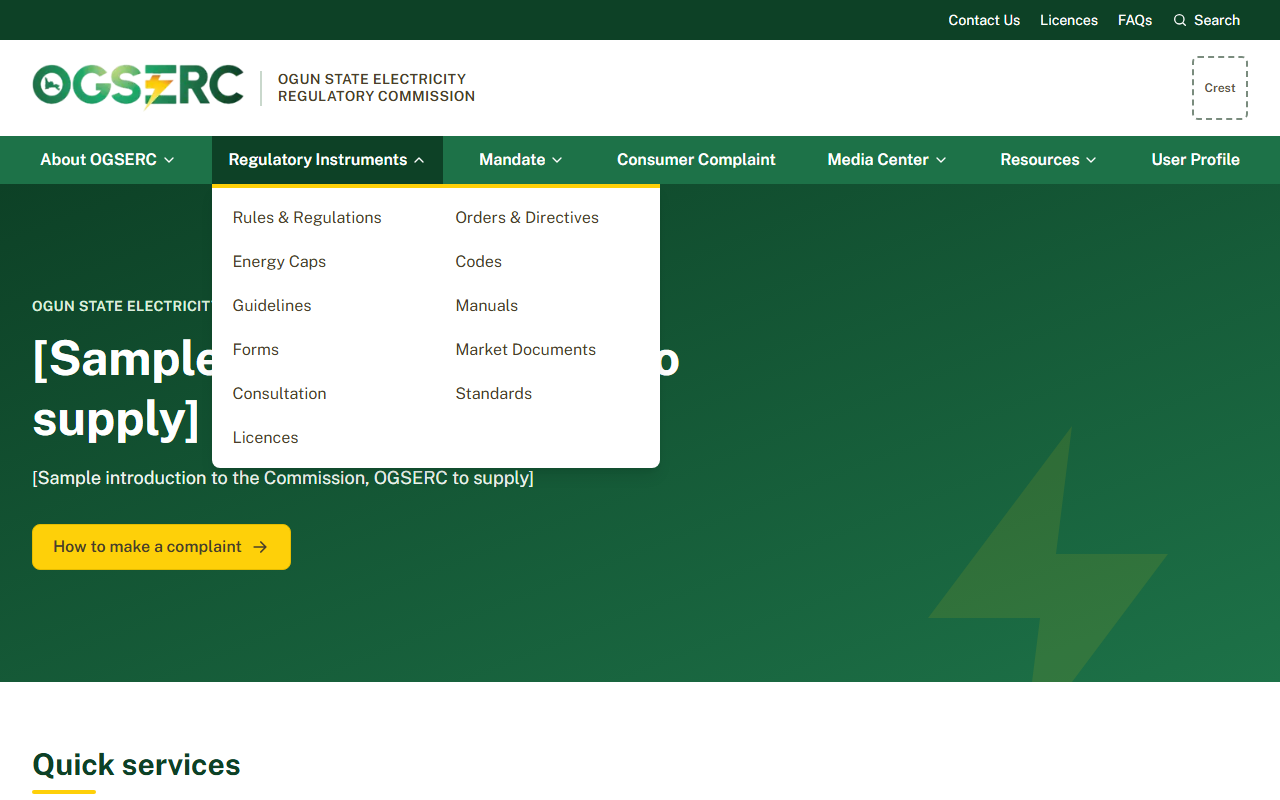 Contact Us Licences FAQs Search
OGSERC
OGUN STATE ELECTRICITY
REGULATORY COMMISSION
Crest
About OGSERC Regulatory Instruments Mandate Consumer Complaint Media Center Resources User Profile
Rules & Regulations Orders & Directives
Energy Caps Codes
Guidelines Manuals
Forms Market Documents
Consultation Standards
Licences
OGUN STATE ELECTRICIT
[Sample
supply]
[Sample introduction to the Commission, OGSERC to supply]
How to make a complaint
Quick services